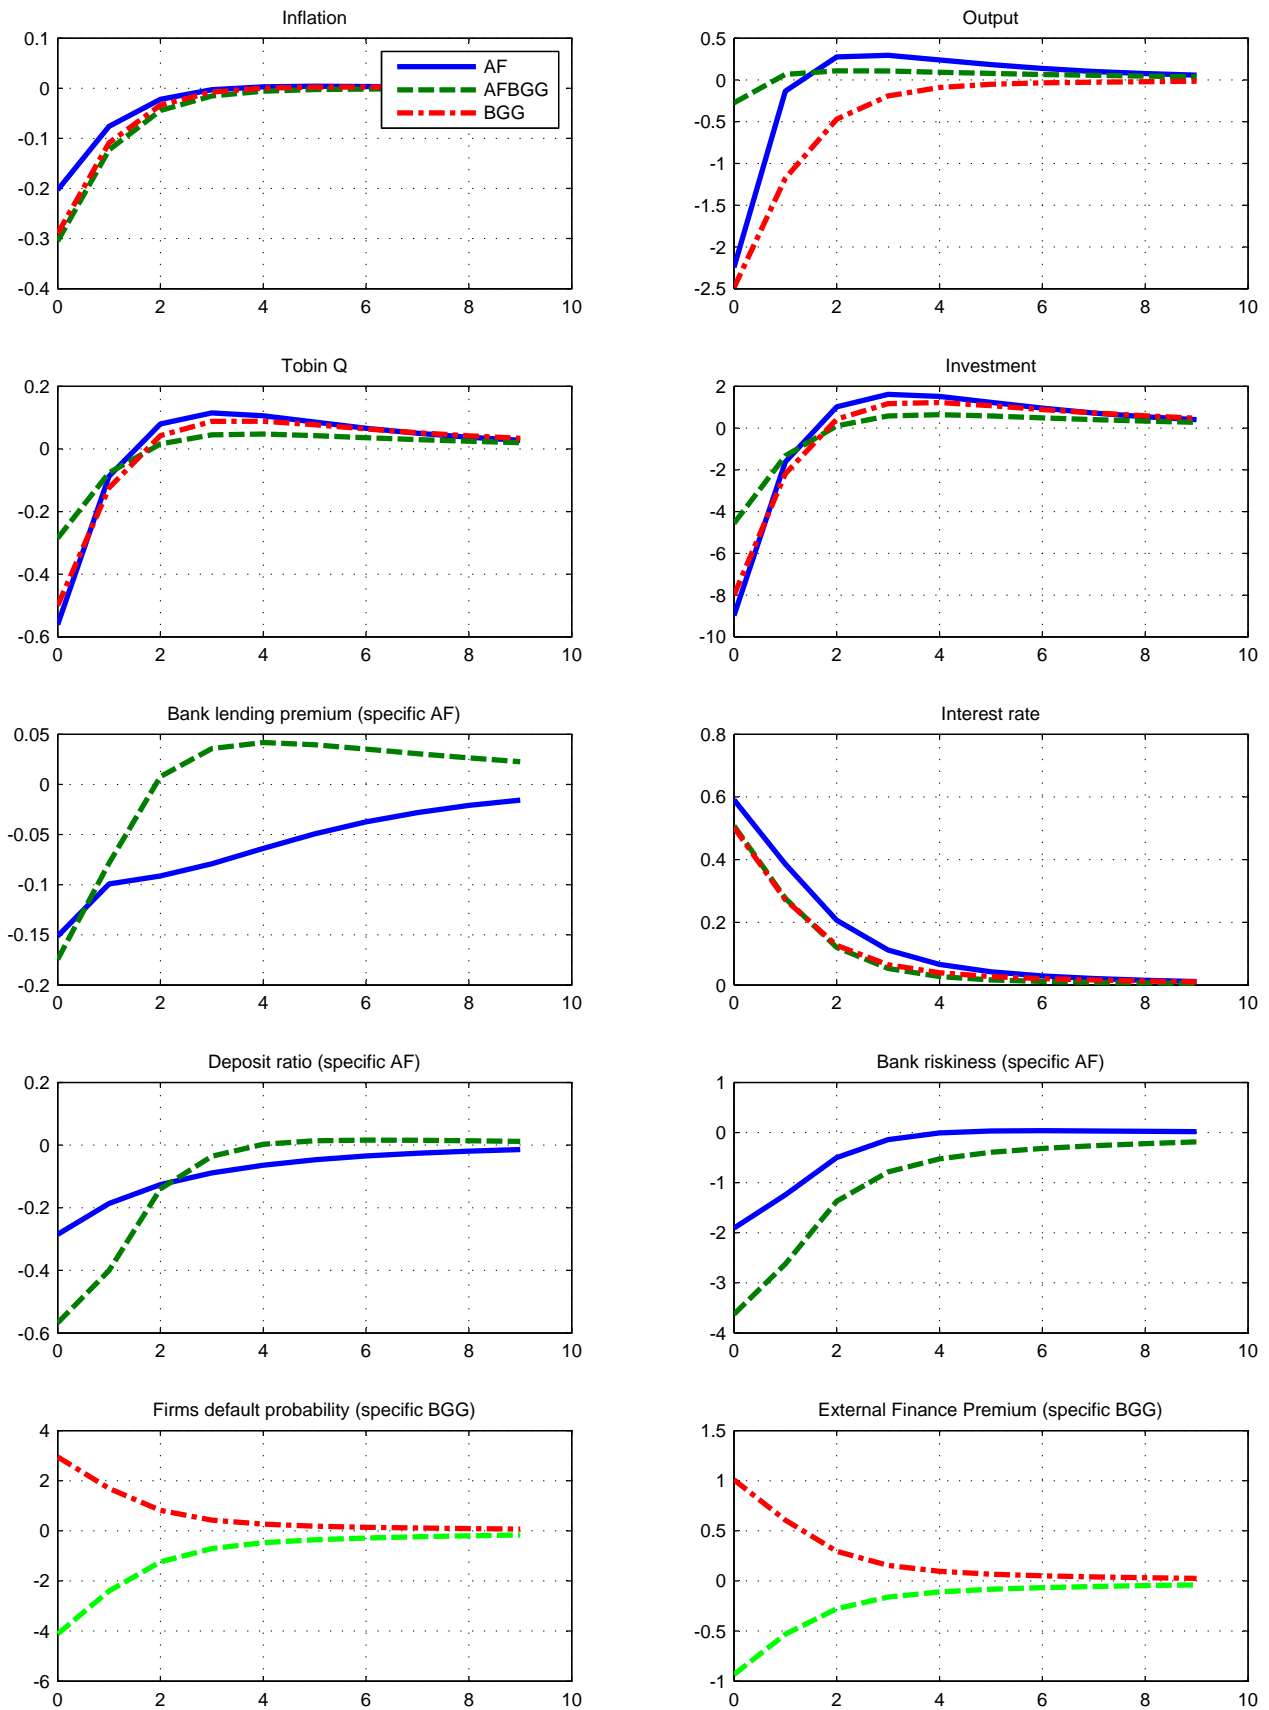 Inflation
0.1
0
-0.1
-0.2
-0.3
-0.4
0 2 4 6 8 10
AF
AFBGG
BGG
Output
0.5
0
-0.5
-1
-1.5
-2
-2.5
0 2 4 6 8 10
Tobin Q
0.2
0
-0.2
-0.4
-0.6
0 2 4 6 8 10
Investment
2
0
-2
-4
-6
-8
-10
0 2 4 6 8 10
Bank lending premium (specific AF)
0.05
0
-0.05
-0.1
-0.15
-0.2
0 2 4 6 8 10
Interest rate
0.8
0.6
0.4
0.2
0
0 2 4 6 8 10
Deposit ratio (specific AF)
0.2
0
-0.2
-0.4
-0.6
0 2 4 6 8 10
Bank riskiness (specific AF)
1
0
-1
-2
-3
-4
0 2 4 6 8 10
Firms default probability (specific BGG)
4
2
0
-2
-4
-6
0 2 4 6 8 10
External Finance Premium (specific BGG)
1.5
1
0.5
0
-0.5
-1
0 2 4 6 8 10